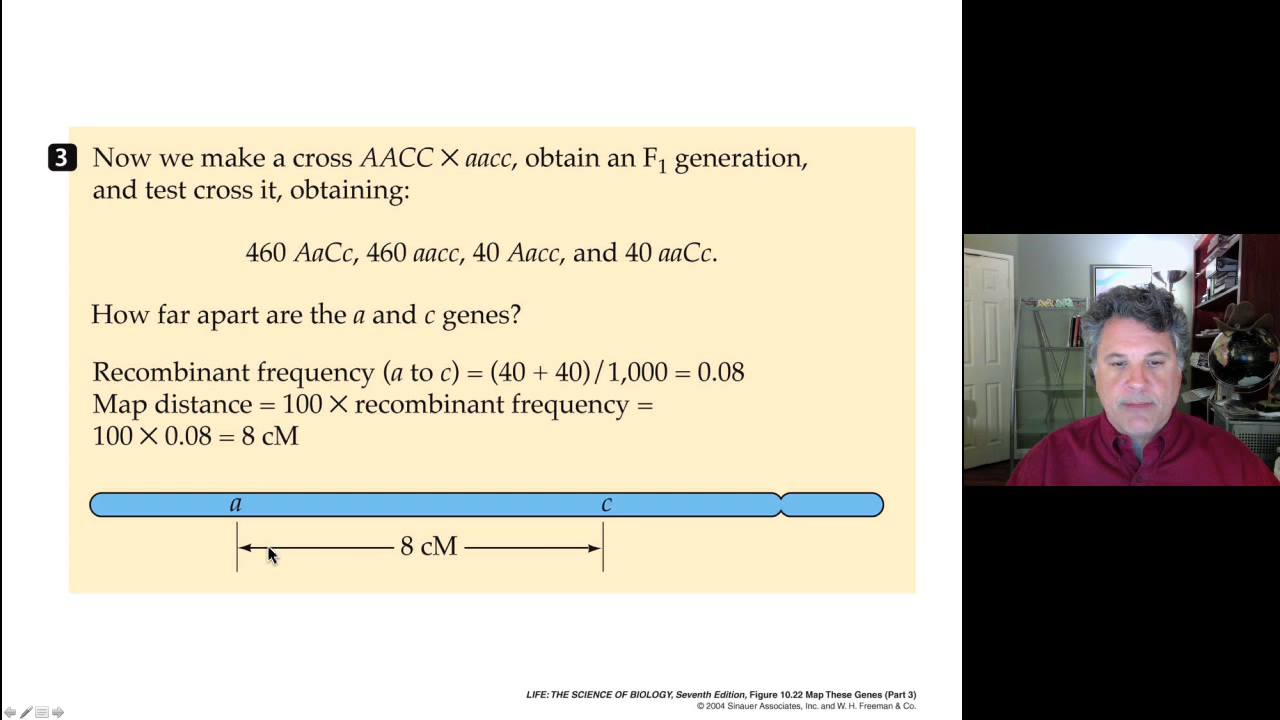 3 Now we make a cross AACC × aacc, obtain an F₁ generation,
and test cross it, obtaining:
460 AaCc, 460 aacc, 40 Aacc, and 40 aaCc.
How far apart are the a and c genes?
Recombinant frequency (a to c) = (40 + 40)/1,000 = 0.08
Map distance = 100 × recombinant frequency =
100 × 0.08 = 8 cM
a c
8 cM
LIFE: THE SCIENCE OF BIOLOGY, Seventh Edition, Figure 10.22 Map These Genes (Part 3)
© 2004 Sinauer Associates, Inc. and W. H. Freeman & Co.